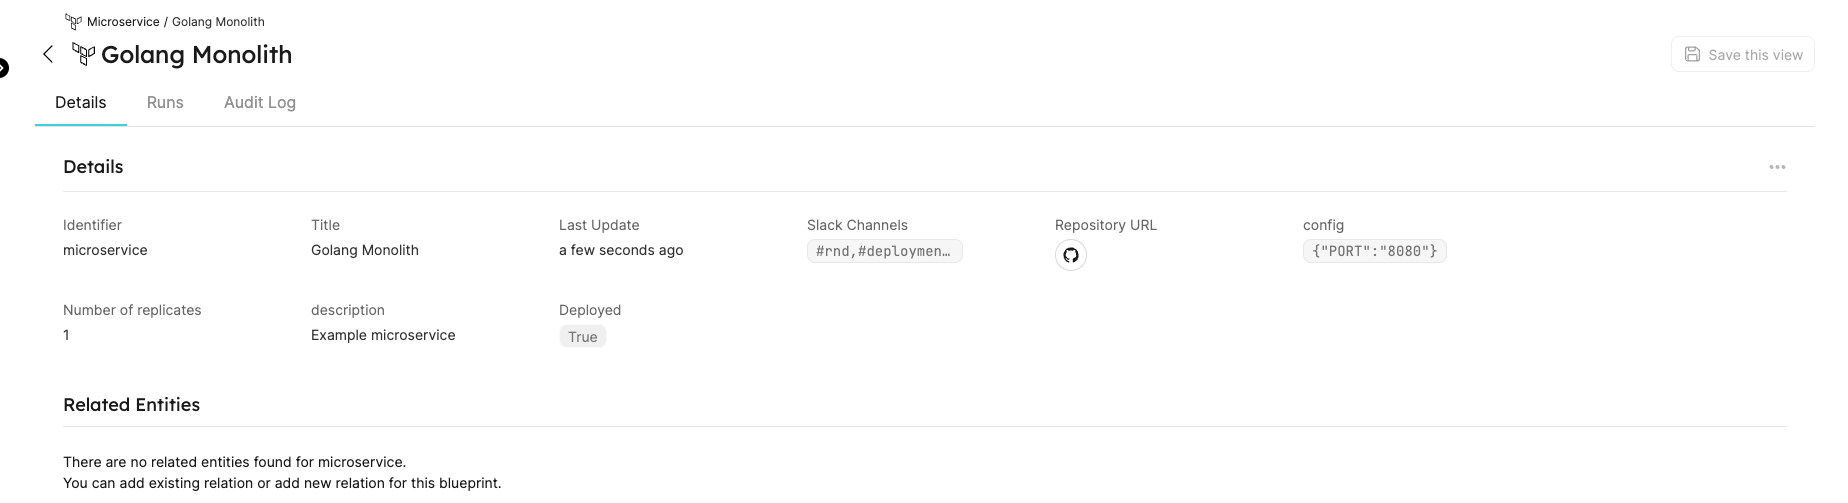 Microservice / Golang Monolith
Golang Monolith
Save this view
Details Runs Audit Log
Details
Identifier Title Last Update Slack Channels Repository URL config
microservice Golang Monolith a few seconds ago #rnd,#deploymen… {"PORT":"8080"}
Number of replicates description Deployed
1 Example microservice True
Related Entities
There are no related entities found for microservice.
You can add existing relation or add new relation for this blueprint.